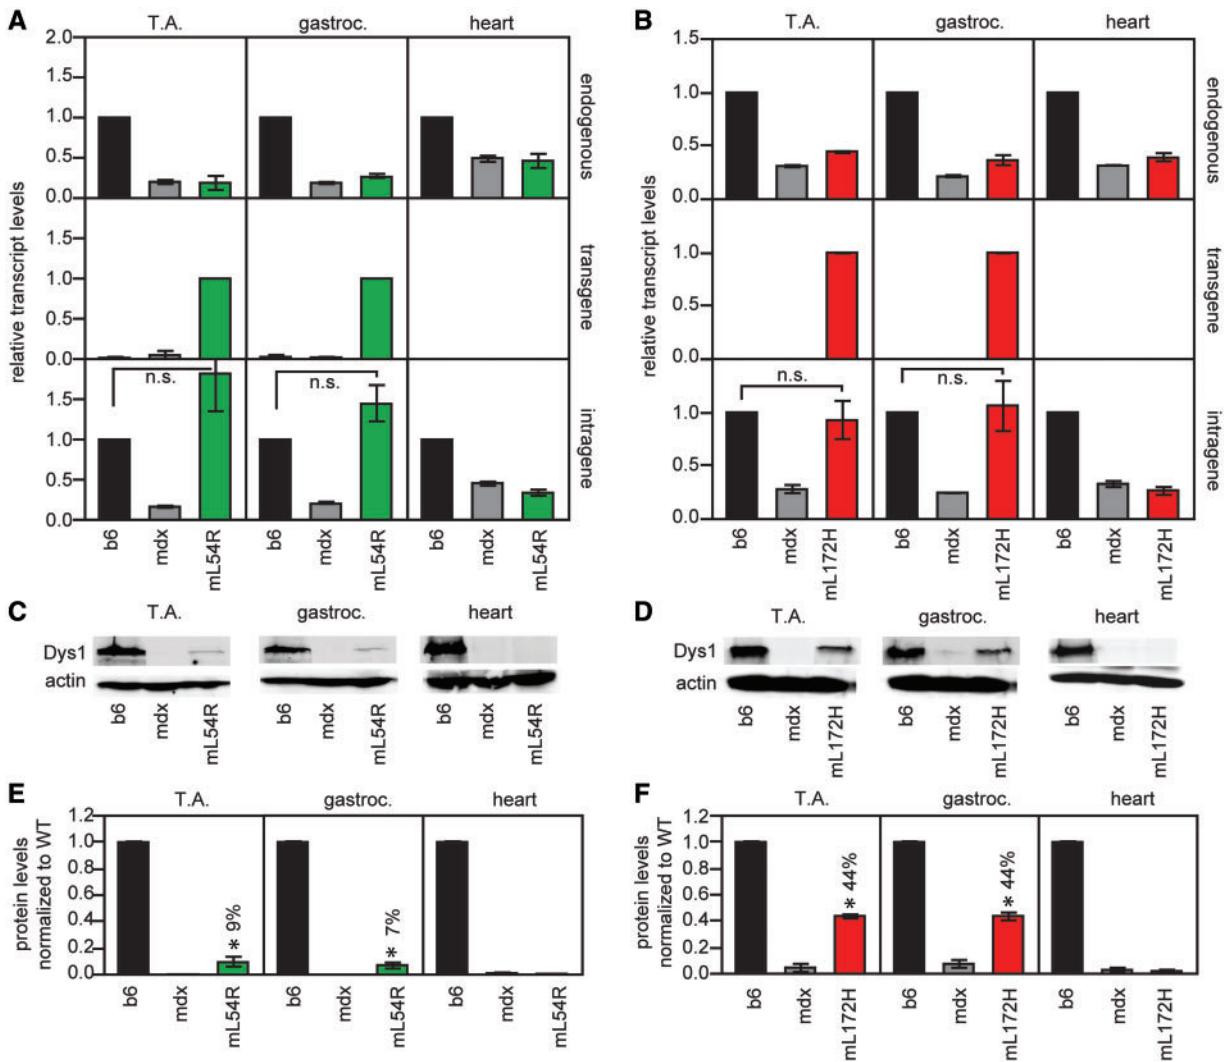 A
T.A. gastroc. heart
relative transcript levels
2.0
1.5
1.0
0.5
0.0
endogenous
1.5
1.0
0.5
0.0
transgene
1.5
1.0
0.5
0.0
n.s. n.s.
intragene
b6 mdx mL54R b6 mdx mL54R b6 mdx mL54R
B
T.A. gastroc. heart
relative transcript levels
1.5
1.0
0.5
0.0
endogenous
1.0
0.5
0.0
transgene
1.0
0.5
0.0
n.s. n.s.
intragene
b6 mdx mL172H b6 mdx mL172H b6 mdx mL172H
C
T.A. gastroc. heart
Dys1
actin
b6 mdx mL54R b6 mdx mL54R b6 mdx mL54R
D
T.A. gastroc. heart
Dys1
actin
b6 mdx mL172H b6 mdx mL172H b6 mdx mL172H
E
T.A. gastroc. heart
protein levels
normalized to WT
1.2
1.0
0.8
0.6
0.4
0.2
0.0
* 9% * 7%
b6 mdx mL54R b6 mdx mL54R b6 mdx mL54R
F
T.A. gastroc. heart
protein levels
normalized to WT
1.2
1.0
0.8
0.6
0.4
0.2
0.0
* 44% * 44%
b6 mdx mL172H b6 mdx mL172H b6 mdx mL172H